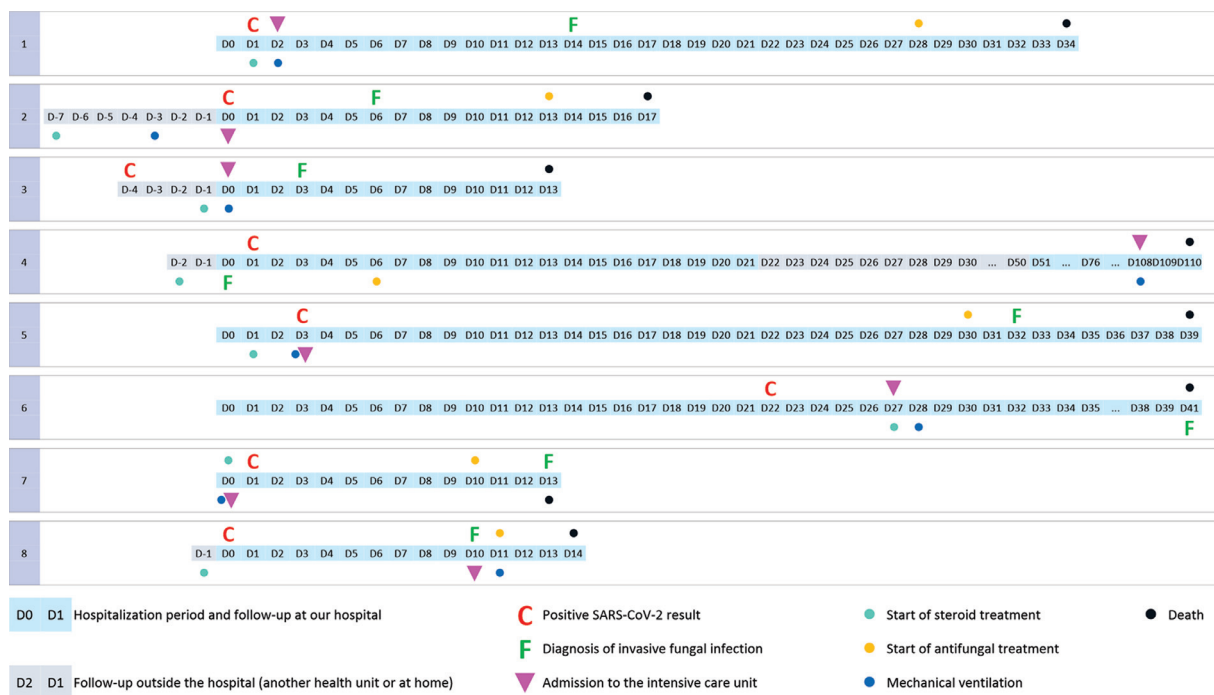 C F
1 D0 D1 D2 D3 D4 D5 D6 D7 D8 D9 D10 D11 D12 D13 D14 D15 D16 D17 D18 D19 D20 D21 D22 D23 D24 D25 D26 D27 D28 D29 D30 D31 D32 D33 D34
C F
2 D-7 D-6 D-5 D-4 D-3 D-2 D-1 D0 D1 D2 D3 D4 D5 D6 D7 D8 D9 D10 D11 D12 D13 D14 D15 D16 D17
C F
3 D-4 D-3 D-2 D-1 D0 D1 D2 D3 D4 D5 D6 D7 D8 D9 D10 D11 D12 D13
C
4 D-2 D-1 D0 D1 D2 D3 D4 D5 D6 D7 D8 D9 D10 D11 D12 D13 D14 D15 D16 D17 D18 D19 D20 D21 D22 D23 D24 D25 D26 D27 D28 D29 D30 ... D50 D51 ... D76 ... D108 D109 D110
F
C F
5 D0 D1 D2 D3 D4 D5 D6 D7 D8 D9 D10 D11 D12 D13 D14 D15 D16 D17 D18 D19 D20 D21 D22 D23 D24 D25 D26 D27 D28 D29 D30 D31 D32 D33 D34 D35 D36 D37 D38 D39
C
6 D0 D1 D2 D3 D4 D5 D6 D7 D8 D9 D10 D11 D12 D13 D14 D15 D16 D17 D18 D19 D20 D21 D22 D23 D24 D25 D26 D27 D28 D29 D30 D31 D32 D33 D34 D35 ... D38 D39 D41
F
C F
7 D0 D1 D2 D3 D4 D5 D6 D7 D8 D9 D10 D11 D12 D13
C F
8 D-1 D0 D1 D2 D3 D4 D5 D6 D7 D8 D9 D10 D11 D12 D13 D14
D0 D1 Hospitalization period and follow-up at our hospital C Positive SARS-CoV-2 result Start of steroid treatment Death
F Diagnosis of invasive fungal infection Start of antifungal treatment
D2 D1 Follow-up outside the hospital (another health unit or at home) Admission to the intensive care unit Mechanical ventilation